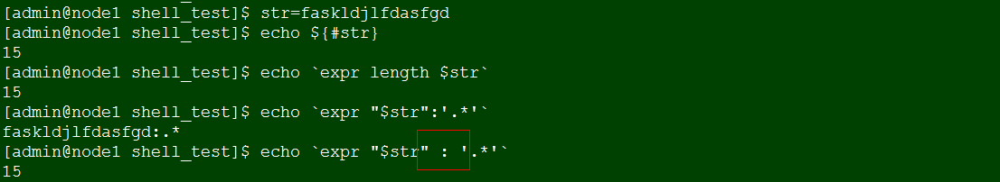 [admin@node1 shell_test]$ str=faskldjlfdasfgd
[admin@node1 shell_test]$ echo ${#str}
15
[admin@node1 shell_test]$ echo `expr length $str`
15
[admin@node1 shell_test]$ echo `expr "$str":'.*'`
faskldjlfdasfgd:.*
[admin@node1 shell_test]$ echo `expr "$str" : '.*'`
15